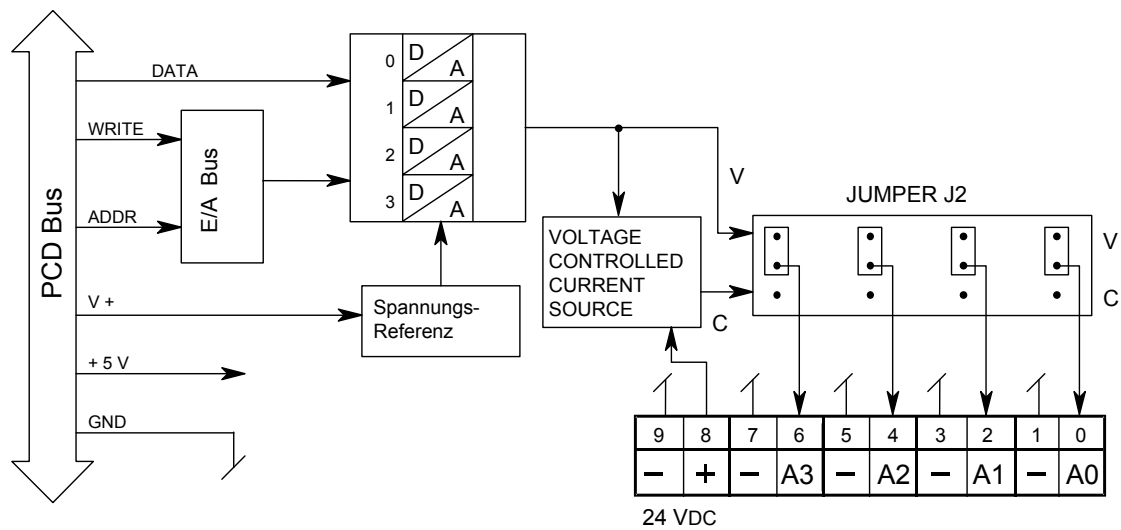 PCD Bus
DATA
WRITE
ADDR
V +
+ 5 V
GND
E/A Bus
0 D A
1 D A
2 D A
3 D A
Spannungs-
Referenz
V
VOLTAGE
CONTROLLED
CURRENT
SOURCE
C
JUMPER J2
V
C
9 8 7 6 5 4 3 2 1 0
– + – A3 – A2 – A1 – A0
24 VDC